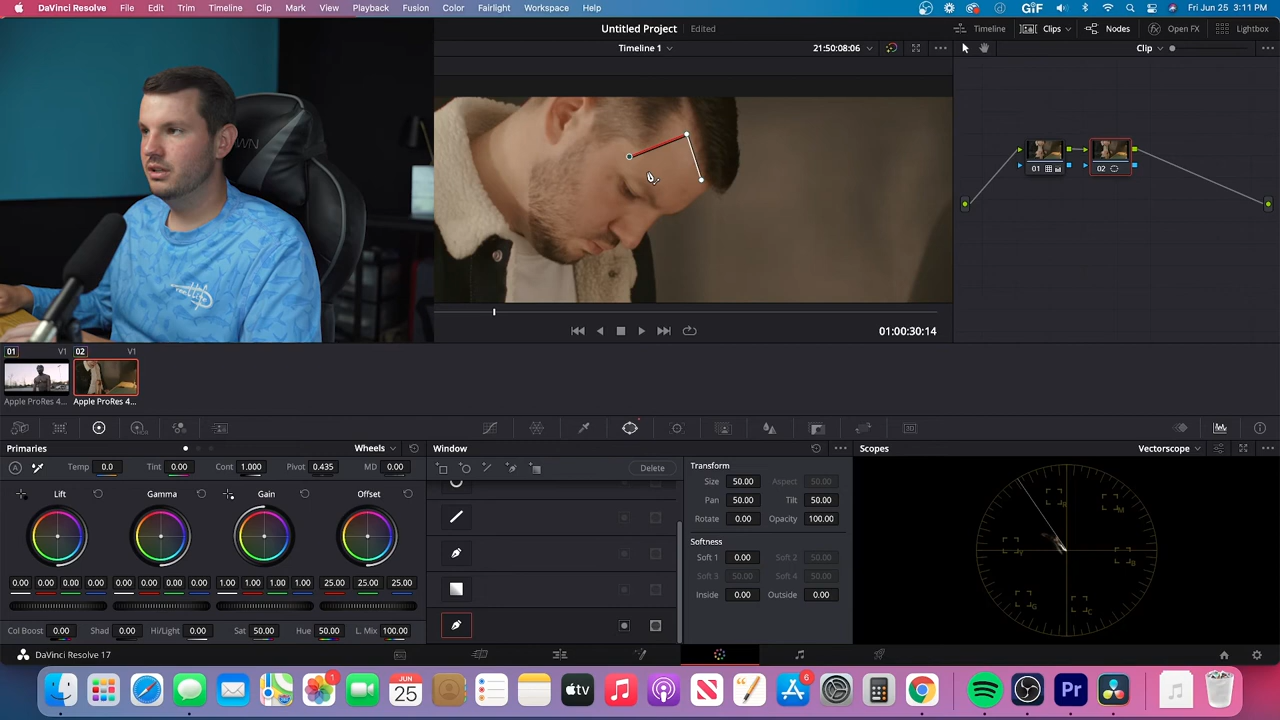 DaVinci Resolve File Edit Trim Timeline Clip Mark View Playback Fusion Color Fairlight Workspace Help GiF Fri Jun 25 3:11 PM
Untitled Project Edited Timeline Clips Nodes Open FX Lightbox
Timeline 1 21:50:08:06 Clip
01 02
01:00:30:14
01 V1 02 V1
Apple ProRes 4... Apple ProRes 4...
Primaries Wheels Window Scopes Vectorscope
Temp 0.0 Tint 0.00 Cont 1.000 Pivot 0.435 MD 0.00 Delete
Lift Gamma Gain Offset
0.00 0.00 0.00 0.00 0.00 0.00 0.00 0.00 1.00 1.00 1.00 1.00 25.00 25.00 25.00
Col Boost 0.00 Shad 0.00 Hi/Light 0.00 Sat 50.00 Hue 50.00 L. Mix 100.00
Transform
Size 50.00 Aspect 50.00
Pan 50.00 Tilt 50.00
Rotate 0.00 Opacity 100.00
Softness
Soft 1 0.00 Soft 2 50.00
Soft 3 50.00 Soft 4 50.00
Inside 0.00 Outside 0.00
R M Y B G C
DaVinci Resolve 17
JUN
25
1 tv 6 Pr